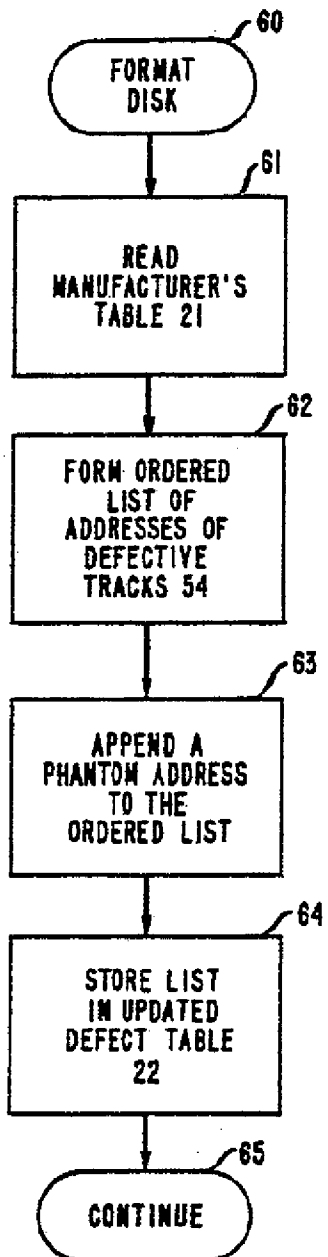 60
FORMAT
DISK
61
READ
MANUFACTURER'S
TABLE 21
62
FORM ORDERED
LIST OF
ADDRESSES OF
DEFECTIVE
TRACKS 54
63
APPEND A
PHANTOM ADDRESS
TO THE
ORDERED LIST
64
STORE LIST
IN UPDATED
DEFECT TABLE
22
65
CONTINUE